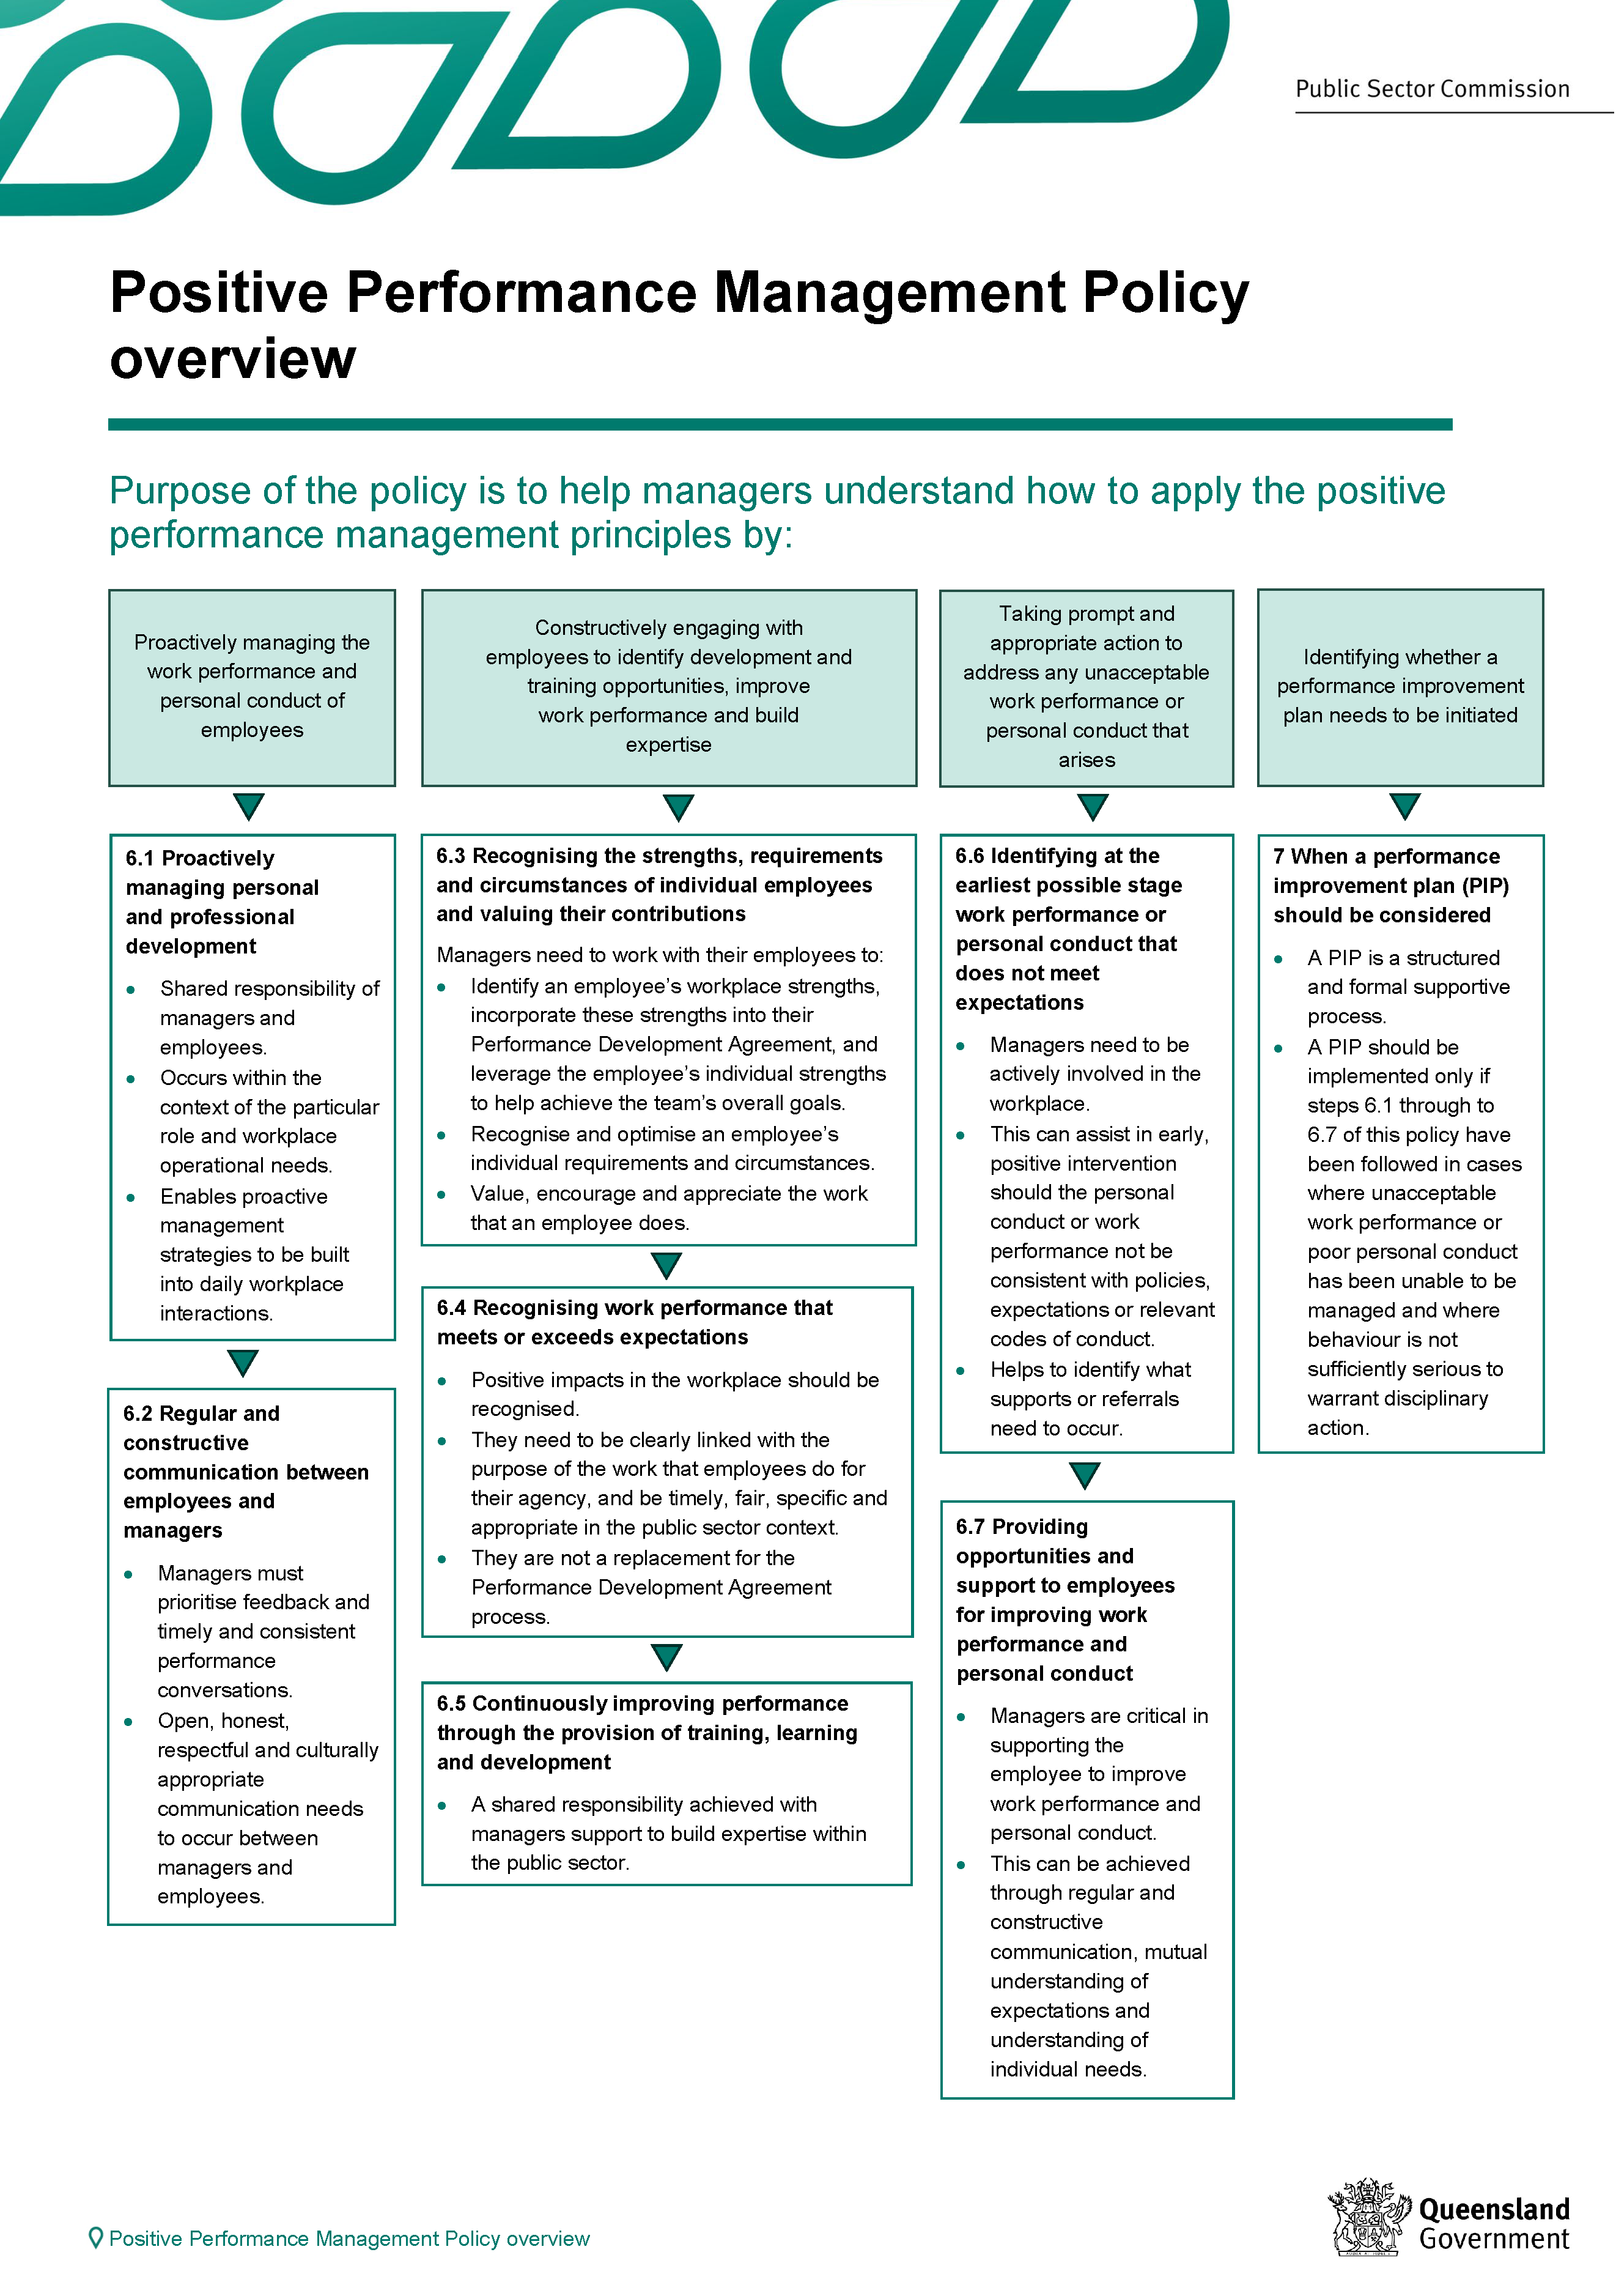 Public Sector Commission
Positive Performance Management Policy
overview
Purpose of the policy is to help managers understand how to apply the positive
performance management principles by:
Proactively managing the
work performance and
personal conduct of
employees
Constructively engaging with
employees to identify development and
training opportunities, improve
work performance and build
expertise
Taking prompt and
appropriate action to
address any unacceptable
work performance or
personal conduct that
arises
Identifying whether a
performance improvement
plan needs to be initiated
6.1 Proactively
managing personal
and professional
development
• Shared responsibility of
managers and
employees.
• Occurs within the
context of the particular
role and workplace
operational needs.
• Enables proactive
management
strategies to be built
into daily workplace
interactions.
6.2 Regular and
constructive
communication between
employees and
managers
• Managers must
prioritise feedback and
timely and consistent
performance
conversations.
• Open, honest,
respectful and culturally
appropriate
communication needs
to occur between
managers and
employees.
6.3 Recognising the strengths, requirements
and circumstances of individual employees
and valuing their contributions
Managers need to work with their employees to:
• Identify an employee’s workplace strengths,
incorporate these strengths into their
Performance Development Agreement, and
leverage the employee’s individual strengths
to help achieve the team’s overall goals.
• Recognise and optimise an employee’s
individual requirements and circumstances.
• Value, encourage and appreciate the work
that an employee does.
6.4 Recognising work performance that
meets or exceeds expectations
• Positive impacts in the workplace should be
recognised.
• They need to be clearly linked with the
purpose of the work that employees do for
their agency, and be timely, fair, specific and
appropriate in the public sector context.
• They are not a replacement for the
Performance Development Agreement
process.
6.5 Continuously improving performance
through the provision of training, learning
and development
• A shared responsibility achieved with
managers support to build expertise within
the public sector.
6.6 Identifying at the
earliest possible stage
work performance or
personal conduct that
does not meet
expectations
• Managers need to be
actively involved in the
workplace.
• This can assist in early,
positive intervention
should the personal
conduct or work
performance not be
consistent with policies,
expectations or relevant
codes of conduct.
• Helps to identify what
supports or referrals
need to occur.
6.7 Providing
opportunities and
support to employees
for improving work
performance and
personal conduct
• Managers are critical in
supporting the
employee to improve
work performance and
personal conduct.
• This can be achieved
through regular and
constructive
communication, mutual
understanding of
expectations and
understanding of
individual needs.
7 When a performance
improvement plan (PIP)
should be considered
• A PIP is a structured
and formal supportive
process.
• A PIP should be
implemented only if
steps 6.1 through to
6.7 of this policy have
been followed in cases
where unacceptable
work performance or
poor personal conduct
has been unable to be
managed and where
behaviour is not
sufficiently serious to
warrant disciplinary
action.
Positive Performance Management Policy overview
Queensland
Government